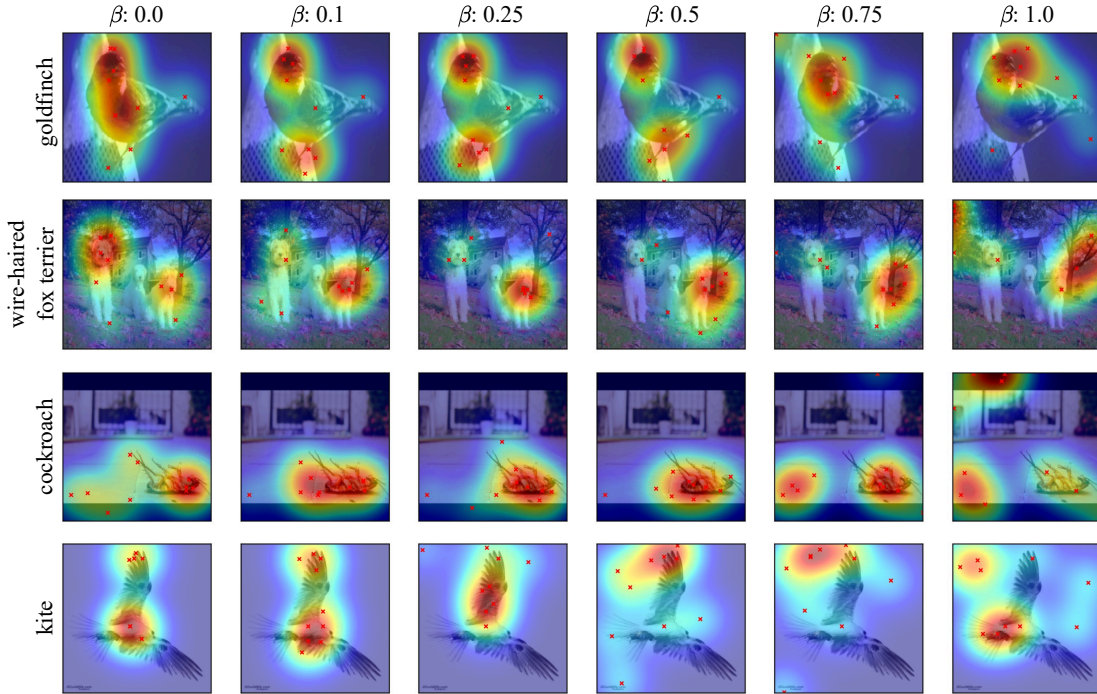 β: 0.0 β: 0.1 β: 0.25 β: 0.5 β: 0.75 β: 1.0
goldfinch
wire-haired
fox terrier
cockroach
kite